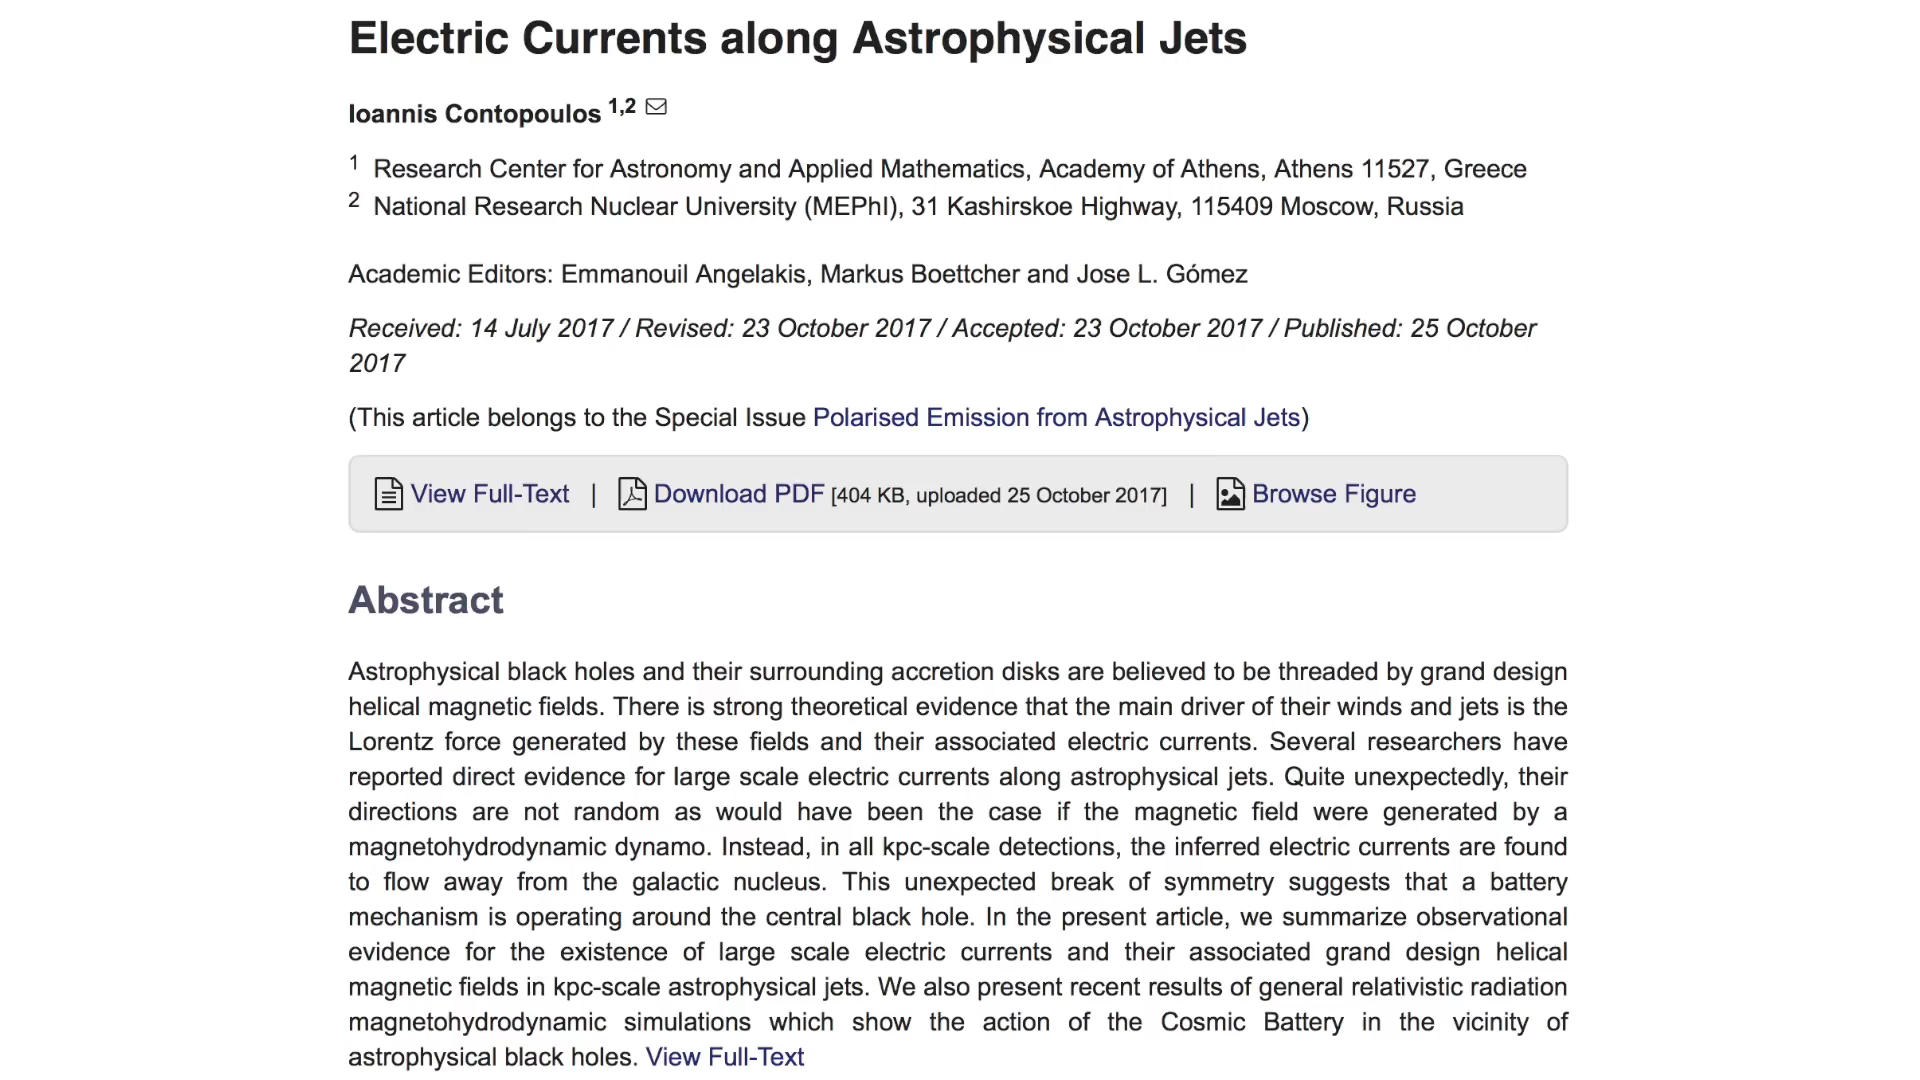 Electric Currents along Astrophysical Jets
Ioannis Contopoulos 1,2
1 Research Center for Astronomy and Applied Mathematics, Academy of Athens, Athens 11527, Greece
2 National Research Nuclear University (MEPhI), 31 Kashirskoe Highway, 115409 Moscow, Russia
Academic Editors: Emmanouil Angelakis, Markus Boettcher and Jose L. Gómez
Received: 14 July 2017 / Revised: 23 October 2017 / Accepted: 23 October 2017 / Published: 25 October
2017
(This article belongs to the Special Issue Polarised Emission from Astrophysical Jets)
View Full-Text | Download PDF [404 KB, uploaded 25 October 2017] | Browse Figure
Abstract
Astrophysical black holes and their surrounding accretion disks are believed to be threaded by grand design
helical magnetic fields. There is strong theoretical evidence that the main driver of their winds and jets is the
Lorentz force generated by these fields and their associated electric currents. Several researchers have
reported direct evidence for large scale electric currents along astrophysical jets. Quite unexpectedly, their
directions are not random as would have been the case if the magnetic field were generated by a
magnetohydrodynamic dynamo. Instead, in all kpc-scale detections, the inferred electric currents are found
to flow away from the galactic nucleus. This unexpected break of symmetry suggests that a battery
mechanism is operating around the central black hole. In the present article, we summarize observational
evidence for the existence of large scale electric currents and their associated grand design helical
magnetic fields in kpc-scale astrophysical jets. We also present recent results of general relativistic radiation
magnetohydrodynamic simulations which show the action of the Cosmic Battery in the vicinity of
astrophysical black holes. View Full-Text